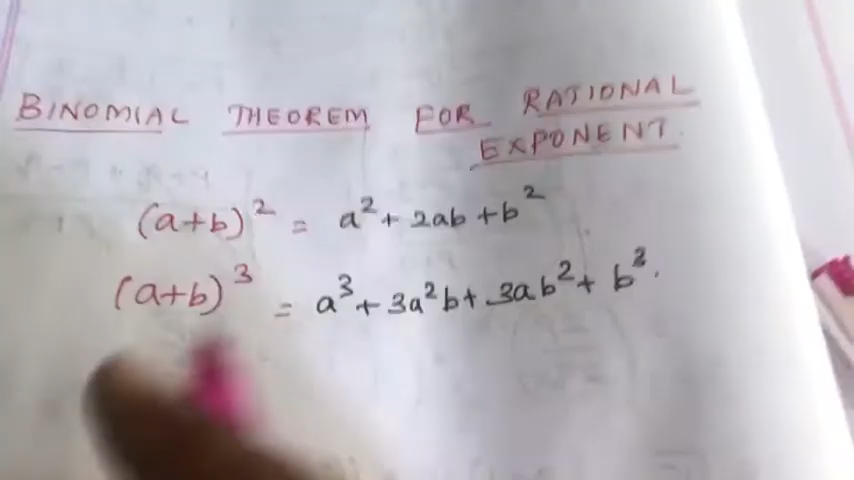 BINOMIAL THEOREM FOR RATIONAL
EXPONENT.
(a+b)² = a² + 2ab + b²
(a+b)³ = a³ + 3a²b + 3ab² + b³.